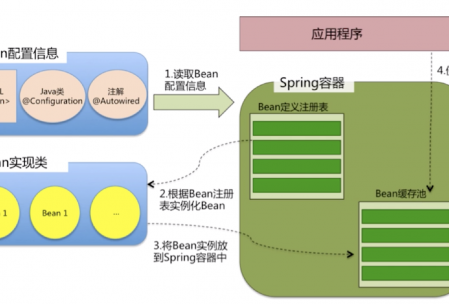 应用程序
n配置信息
L
n>
Java类
@Configuration
注解
@Autowired
1.读取Bean
配置信息
Spring容器
4.
Bean定义注册表
an实现类
1
Bean 1
...
2.根据Bean注册
表实例化Bean
3.将Bean实例放
到Spring容器中
Bean缓存池